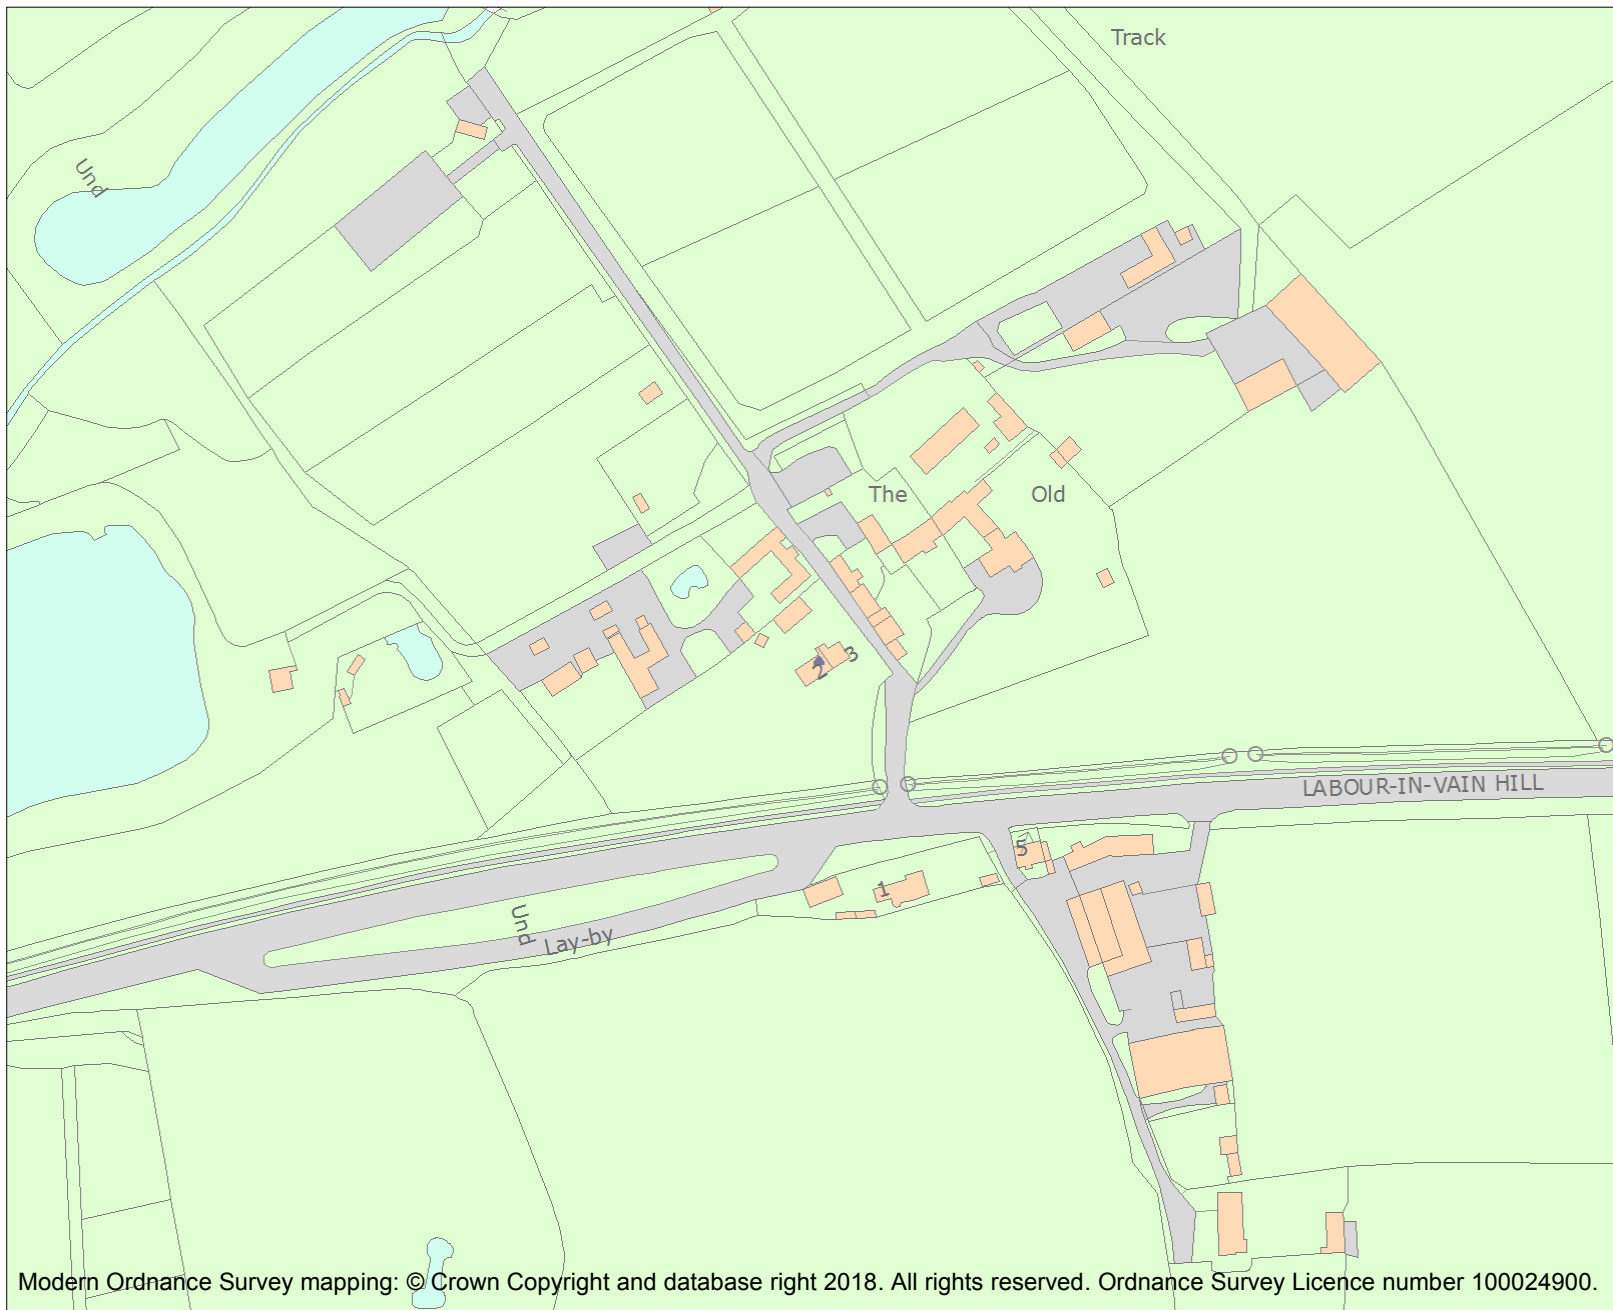 Track
Und
The
Old
3
2
LABOUR-IN-VAIN HILL
5
1
Und
Lay-by
Modern Ordnance Survey mapping: © Crown Copyright and database right 2018. All rights reserved. Ordnance Survey Licence number 100024900.